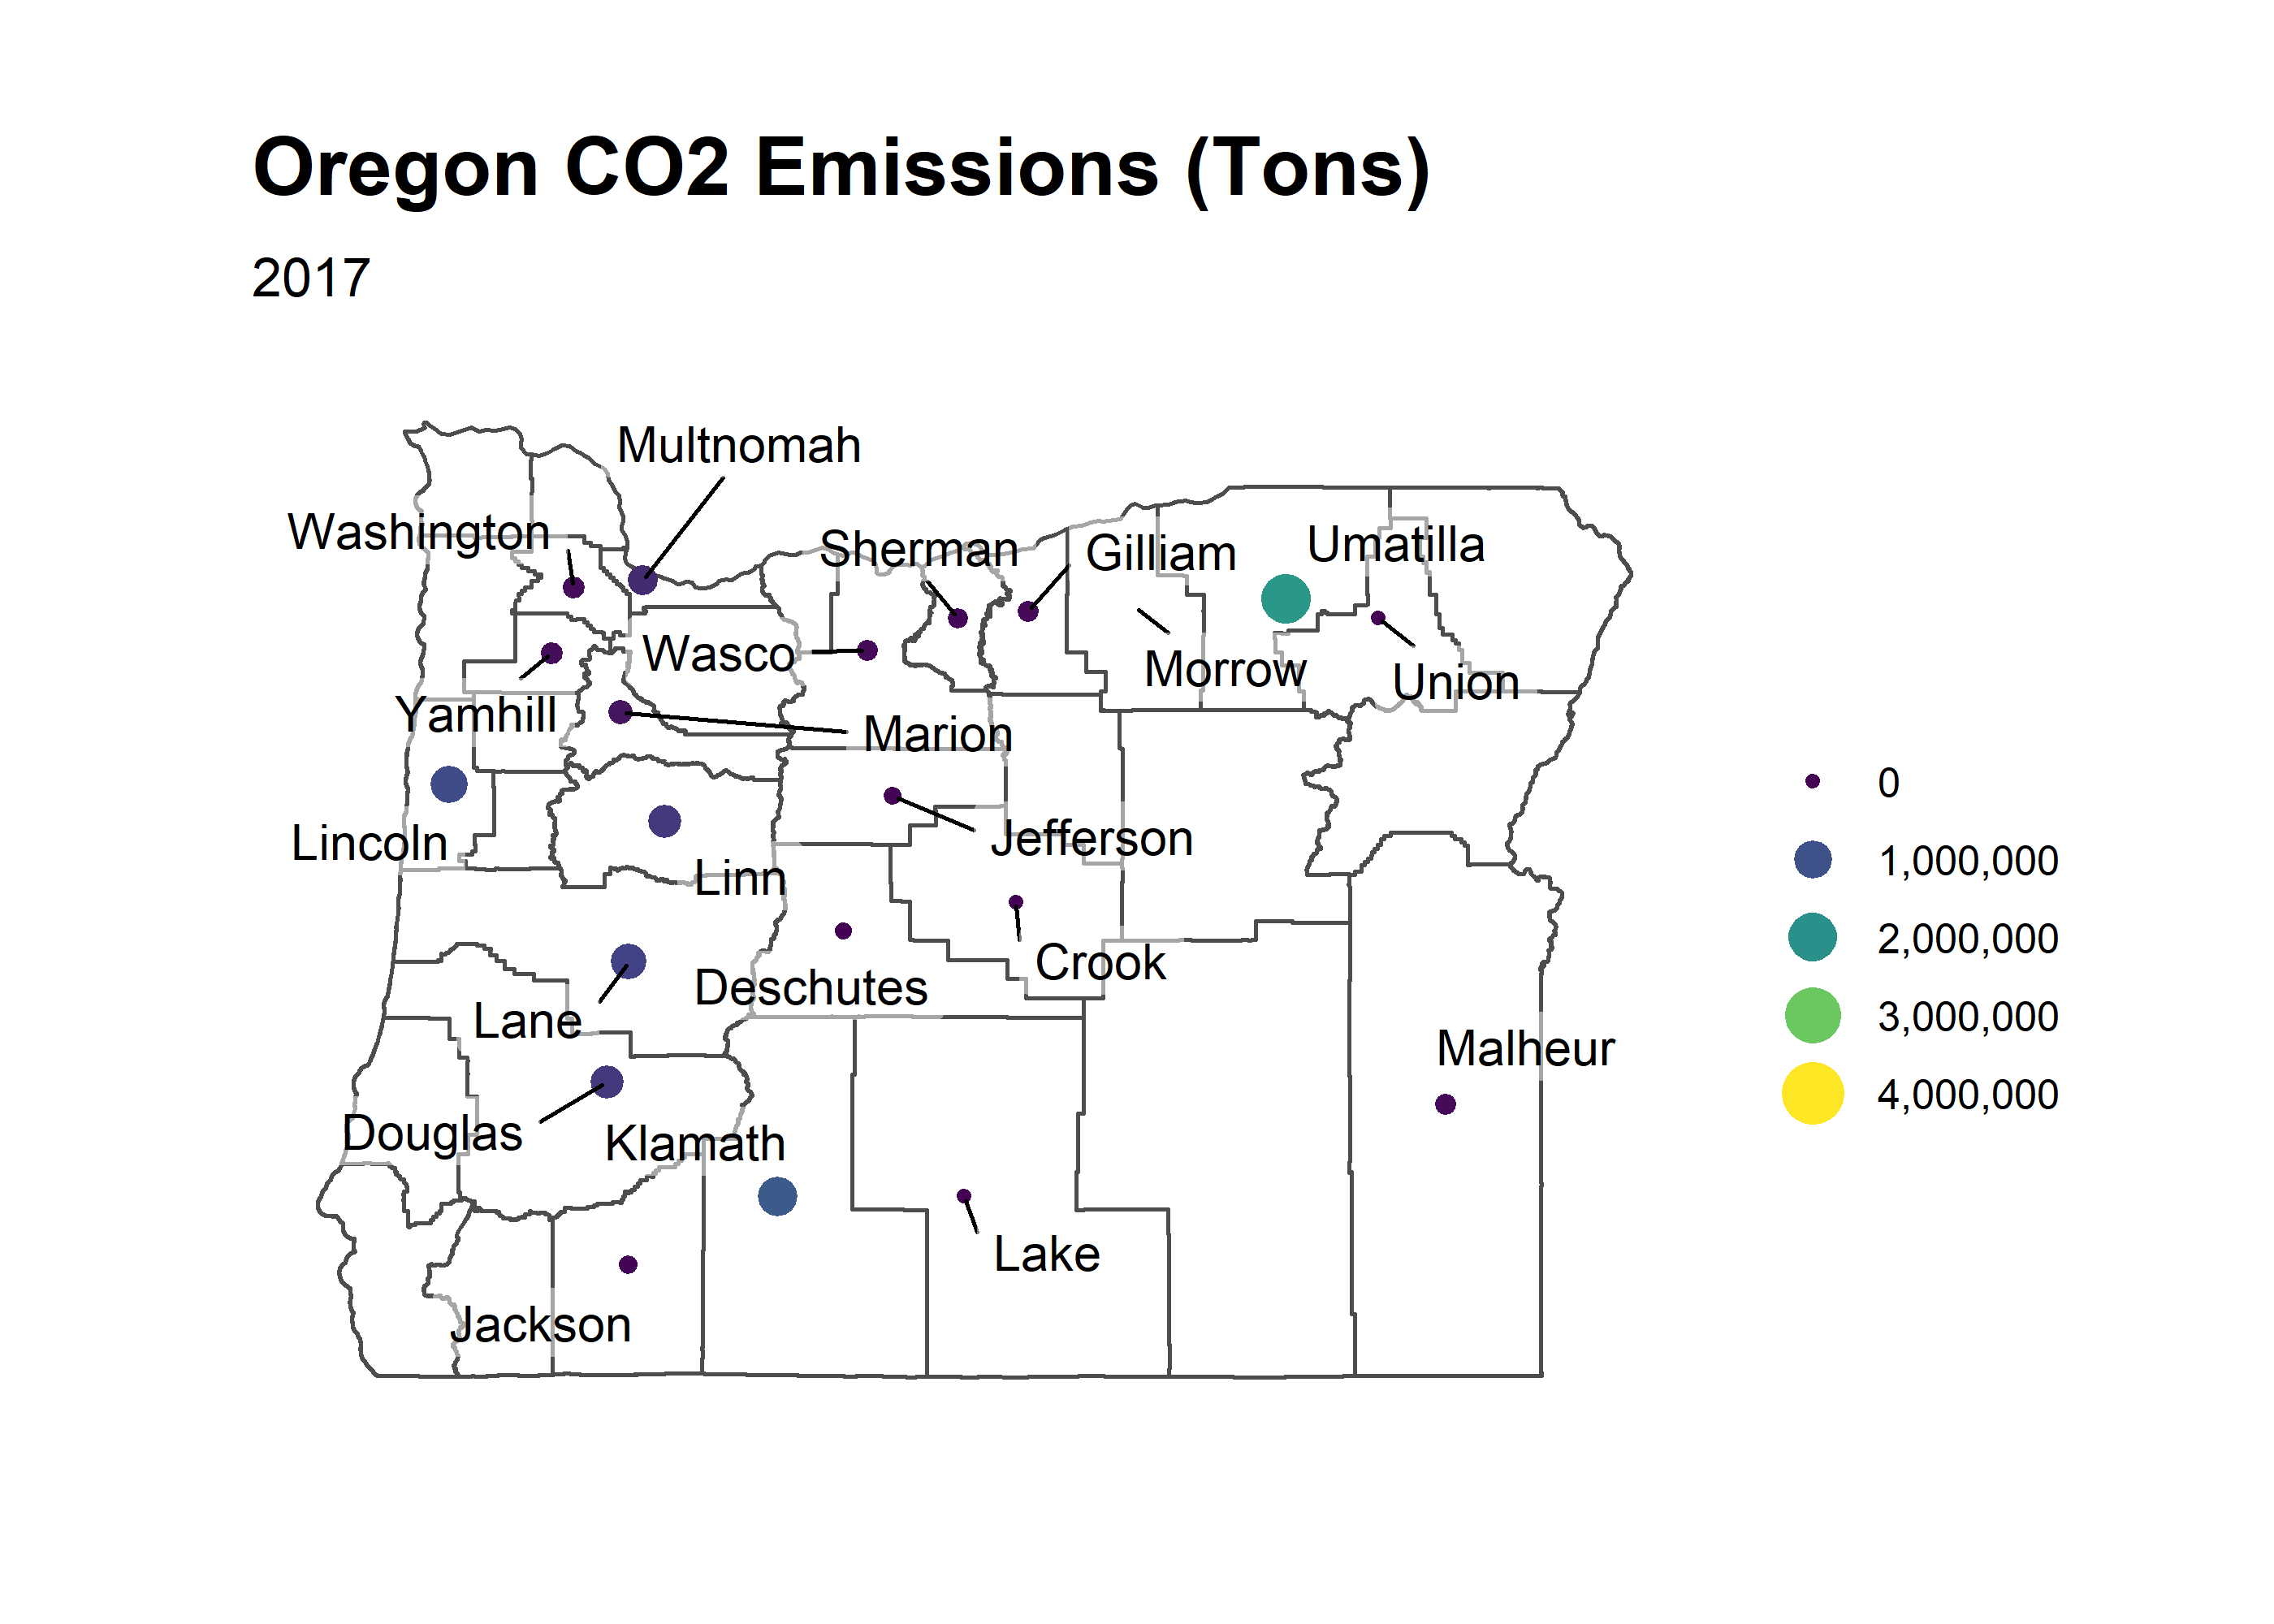 Oregon CO2 Emissions (Tons)
2017
Multnomah
Washington
Sherman
Gilliam
Umatilla
Wasco
Morrow
Union
Yamhill
Marion
Lincoln
Jefferson
Linn
Crook
Deschutes
Lane
Malheur
Douglas
Klamath
Lake
Jackson
0
1,000,000
2,000,000
3,000,000
4,000,000